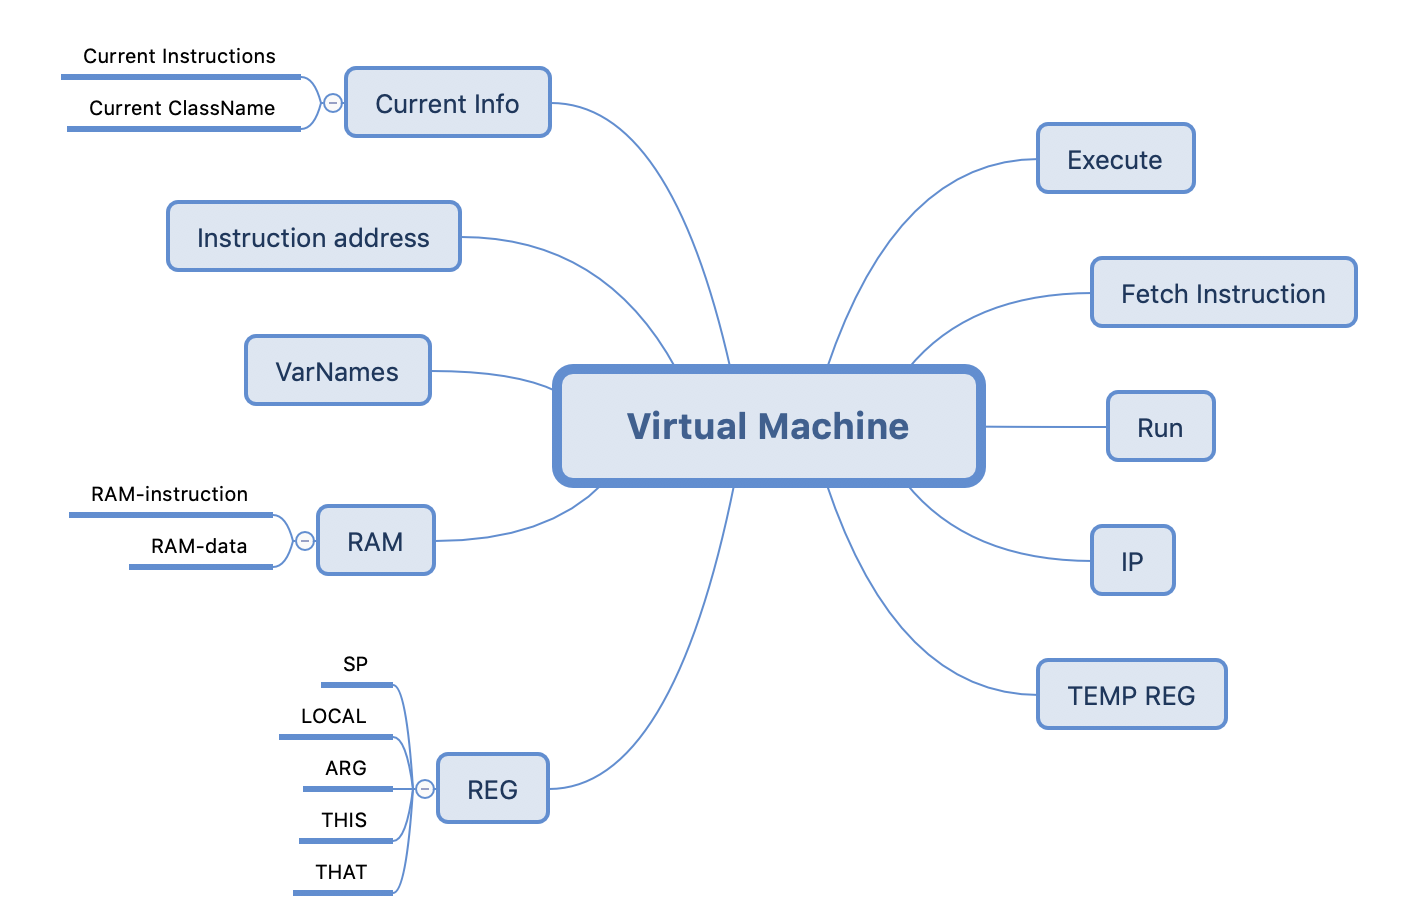 Virtual Machine
Execute
Fetch Instruction
Run
IP
TEMP REG
Current Info
Current Instructions
Current ClassName
Instruction address
VarNames
RAM
RAM-instruction
RAM-data
REG
SP
LOCAL
ARG
THIS
THAT